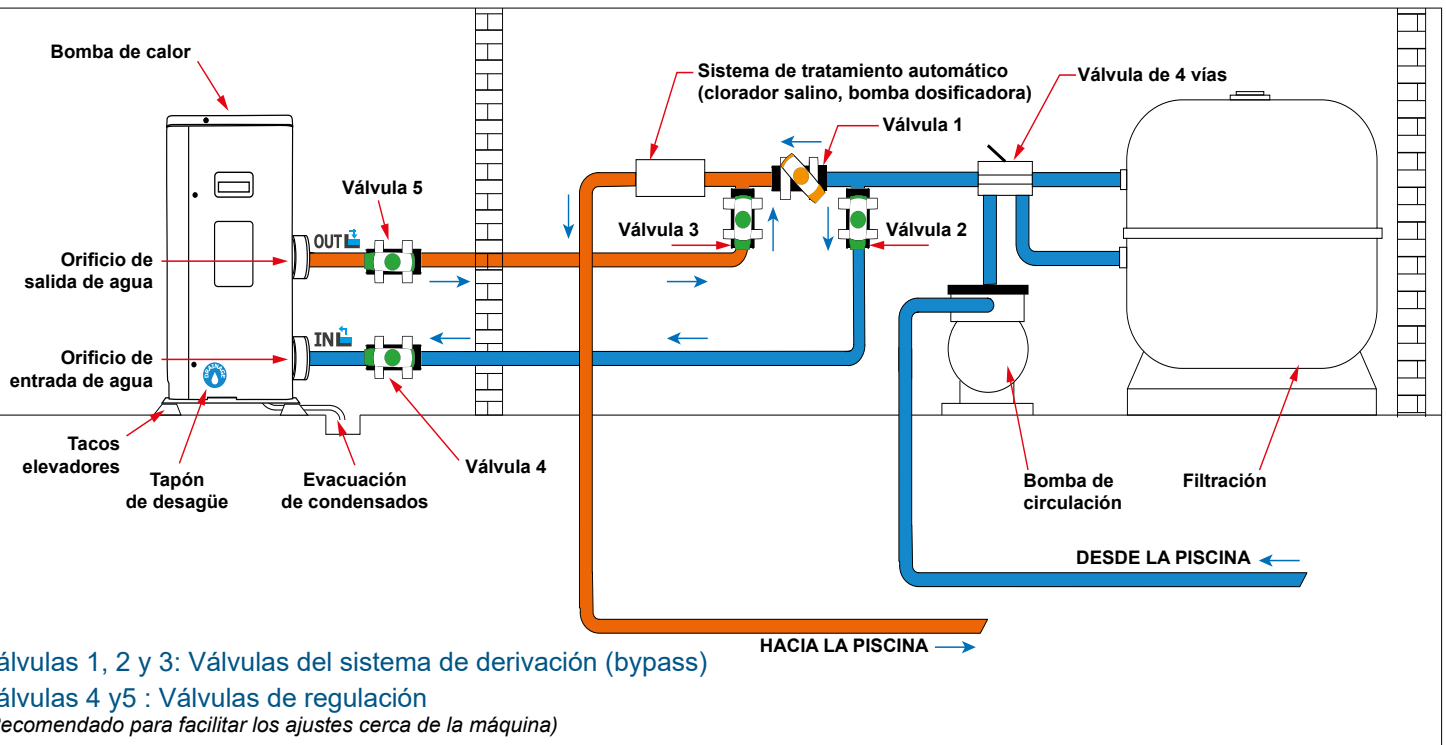 Bomba de calor
Sistema de tratamiento automático
(clorador salino, bomba dosificadora)
Válvula de 4 vías
Válvula 1
Válvula 5
Válvula 3
Válvula 2
OUT
Orificio de
salida de agua
IN
Orificio de
entrada de agua
DRAINAGE
Tacos
elevadores
Tapón
de desagüe
Evacuación
de condensados
Válvula 4
Bomba de
circulación
Filtración
DESDE LA PISCINA
HACIA LA PISCINA
álvulas 1, 2 y 3: Válvulas del sistema de derivación (bypass)
álvulas 4 y5 : Válvulas de regulación
ecomendado para facilitar los ajustes cerca de la máquina)